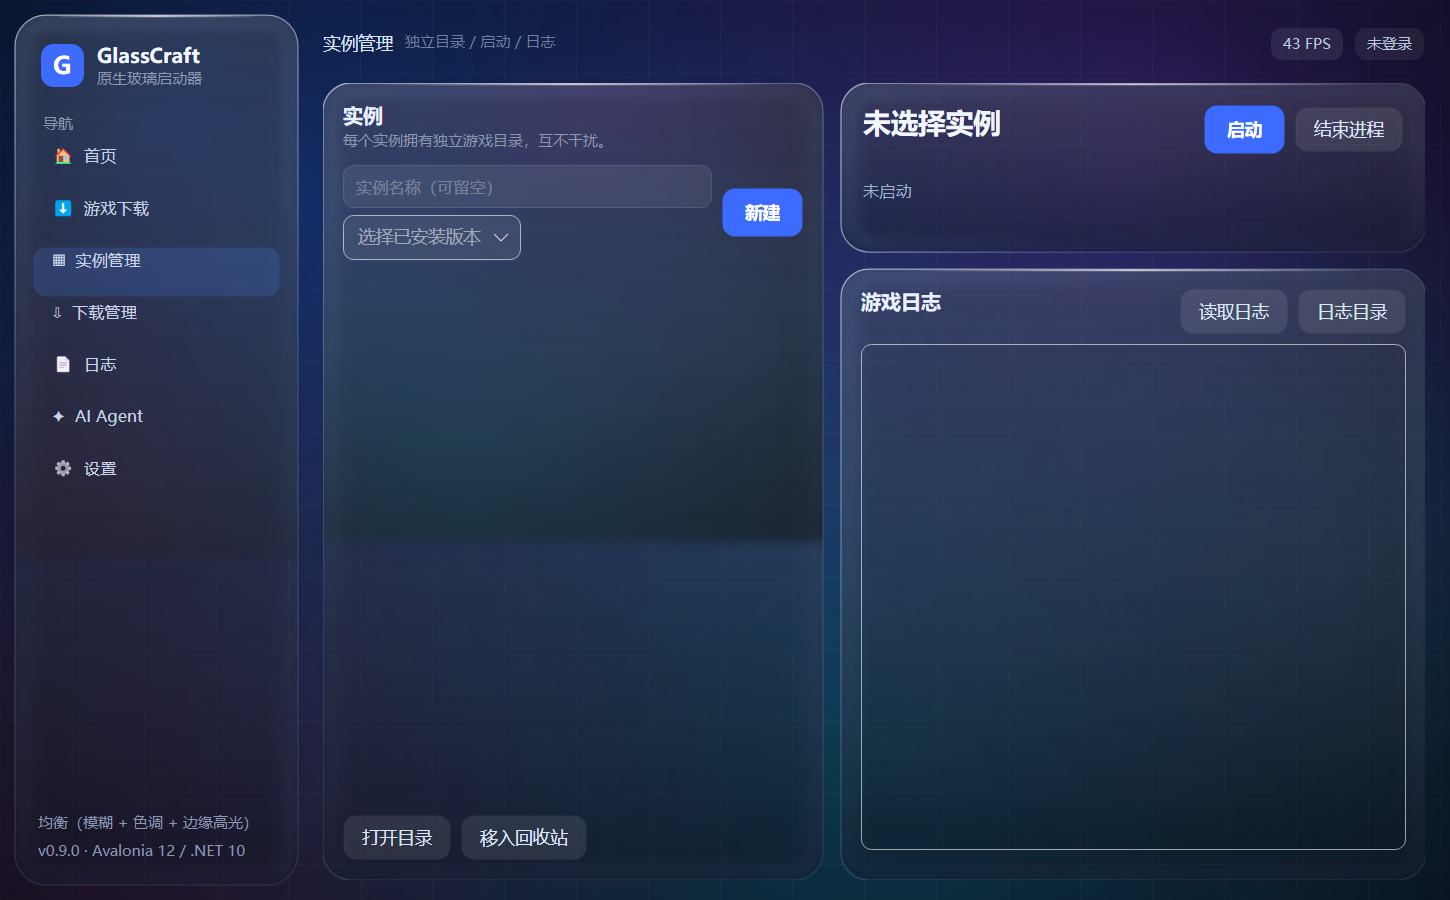 G
GlassCraft
原生玻璃启动器
导航
首页
游戏下载
实例管理
下载管理
日志
AI Agent
设置
均衡（模糊 + 色调 + 边缘高光）
v0.9.0 · Avalonia 12 / .NET 10
实例管理 独立目录 / 启动 / 日志
43 FPS 未登录
实例
每个实例拥有独立游戏目录，互不干扰。
实例名称（可留空）
选择已安装版本
新建
打开目录 移入回收站
未选择实例
启动 结束进程
未启动
游戏日志
读取日志 日志目录